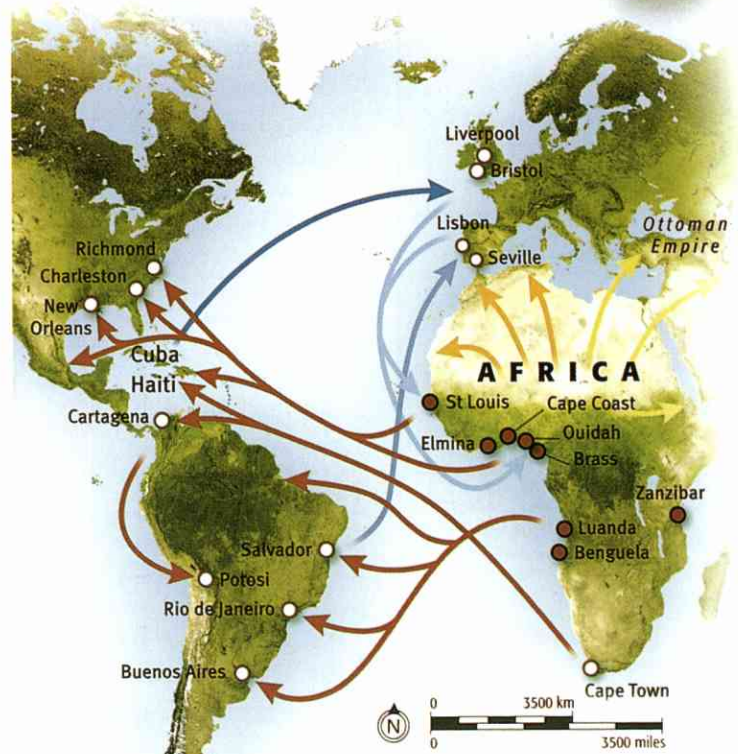 Liverpool
Bristol
Lisbon
Seville
Ottoman
Empire
Richmond
Charleston
New
Orleans
Cuba
Haiti
Cartagena
AFRICA
St Louis
Cape Coast
Elmina
Ouidah
Brass
Zanzibar
Luanda
Benguela
Salvador
Potosi
Rio de Janeiro
Buenos Aires
Cape Town
N
0 3500 km
0 3500 miles